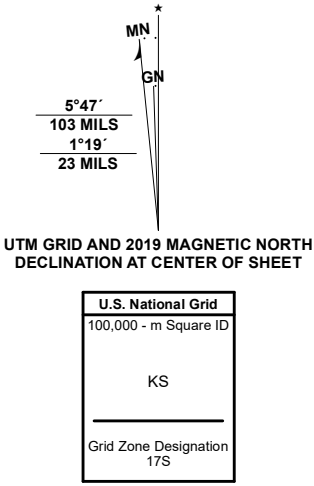 ★
MN
GN
5°47´
103 MILS
1°19´
23 MILS
UTM GRID AND 2019 MAGNETIC NORTH
DECLINATION AT CENTER OF SHEET
U.S. National Grid
100,000 - m Square ID
KS
Grid Zone Designation
17S